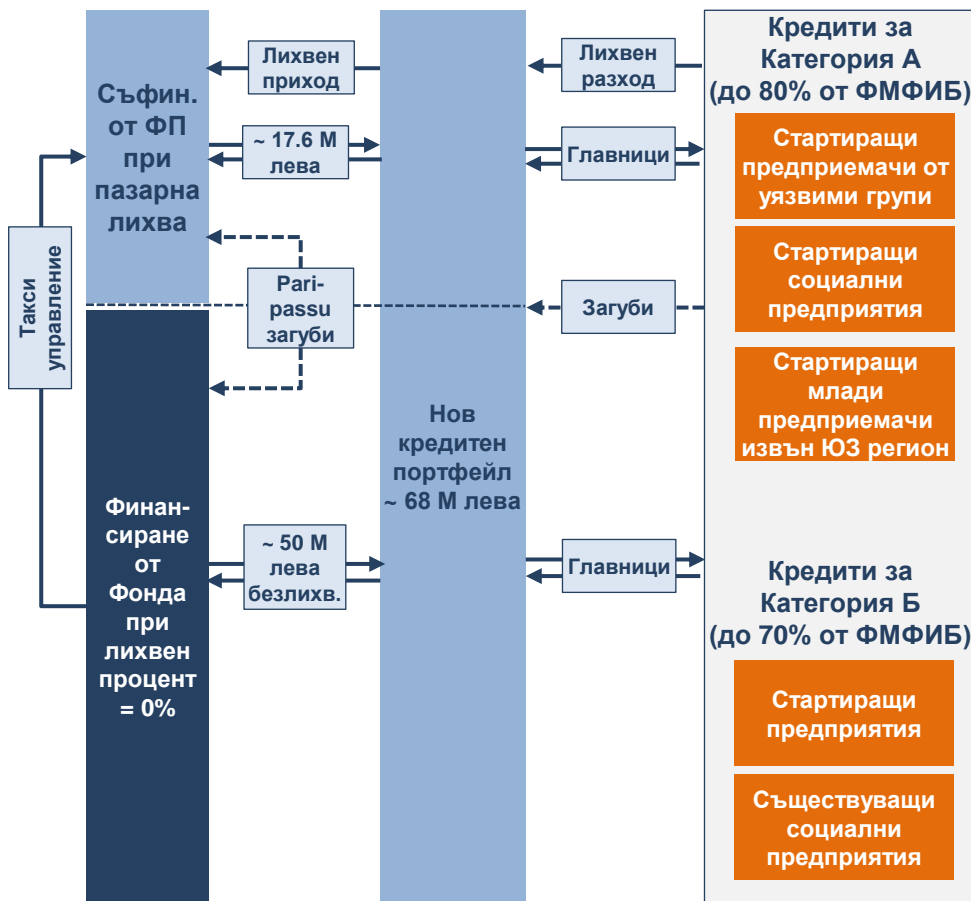 Такси
управление
Съфин.
от ФП
при
пазарна
лихва
Финан-
сиране
от
Фонда
при
лихвен
процент
= 0%
Лихвен
приход
~ 17.6 М
лева
Pari-
passu
загуби
~ 50 М
лева
безлихв.
Нов
кредитен
портфейл
~ 68 М лева
Лихвен
разход
Главници
Загуби
Главници
Кредити за
Категория А
(до 80% от ФМФИБ)
Стартиращи
предприемачи от
уязвими групи
Стартиращи
социални
предприятия
Стартиращи
млади
предприемачи
извън ЮЗ регион
Кредити за
Категория Б
(до 70% от ФМФИБ)
Стартиращи
предприятия
Съществуващи
социални
предприятия